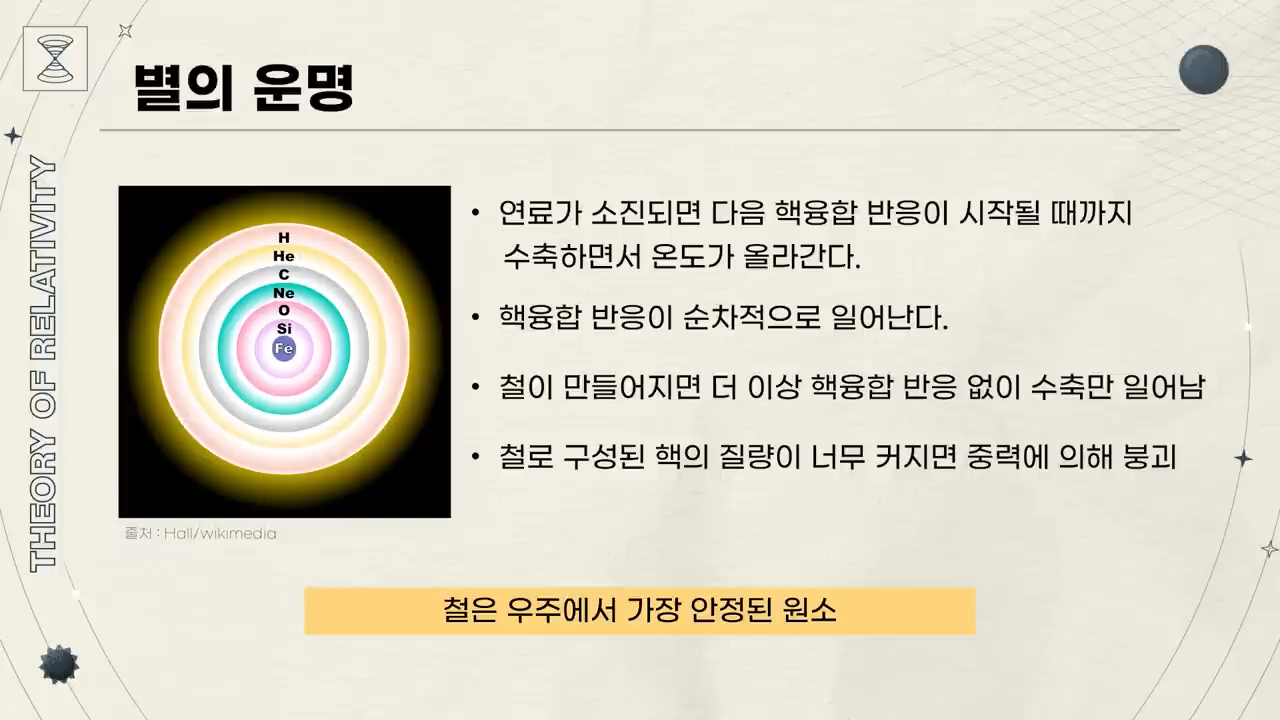 별의 운명
THEORY OF RELATIVITY
H
He
C
Ne
O
Si
Fe
출처 : Hall/wikimedia
• 연료가 소진되면 다음 핵융합 반응이 시작될 때까지
수축하면서 온도가 올라간다.
• 핵융합 반응이 순차적으로 일어난다.
• 철이 만들어지면 더 이상 핵융합 반응 없이 수축만 일어남
• 철로 구성된 핵의 질량이 너무 커지면 중력에 의해 붕괴
철은 우주에서 가장 안정된 원소